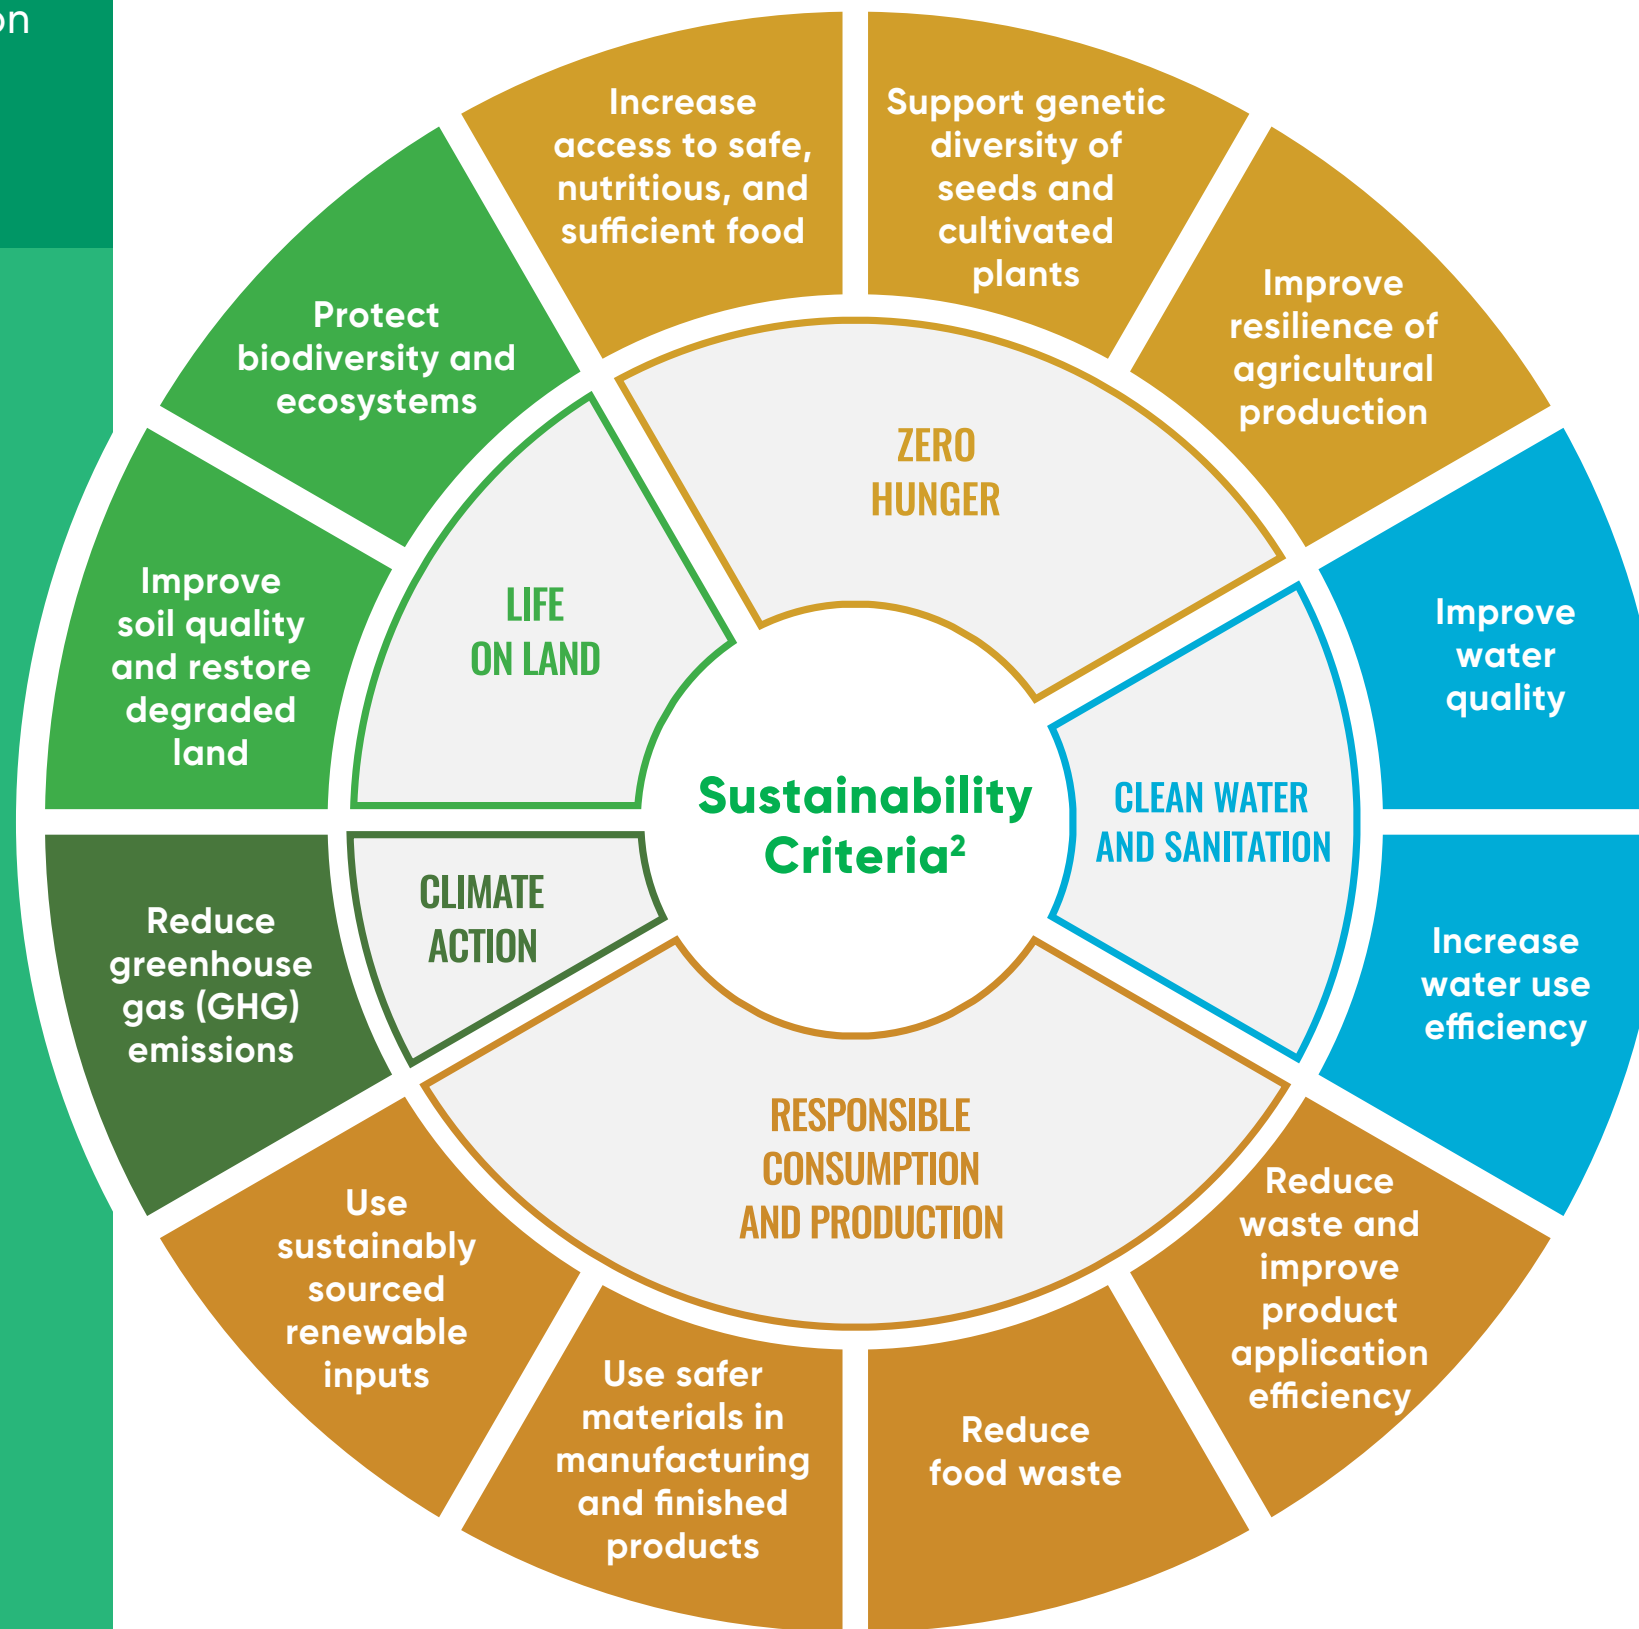 on
Increase
access to safe,
nutritious, and
sufficient food
Support genetic
diversity of
seeds and
cultivated
plants
Improve
resilience of
agricultural
production
Improve
water
quality
Increase
water use
efficiency
Reduce
waste and
improve
product
application
efficiency
Reduce
food waste
Use safer
materials in
manufacturing
and finished
products
Use
sustainably
sourced
renewable
inputs
Reduce
greenhouse
gas (GHG)
emissions
Improve
soil quality
and restore
degraded
land
Protect
biodiversity and
ecosystems
ZERO
HUNGER
CLEAN WATER
AND SANITATION
RESPONSIBLE
CONSUMPTION
AND PRODUCTION
CLIMATE
ACTION
LIFE
ON LAND
Sustainability
Criteria²